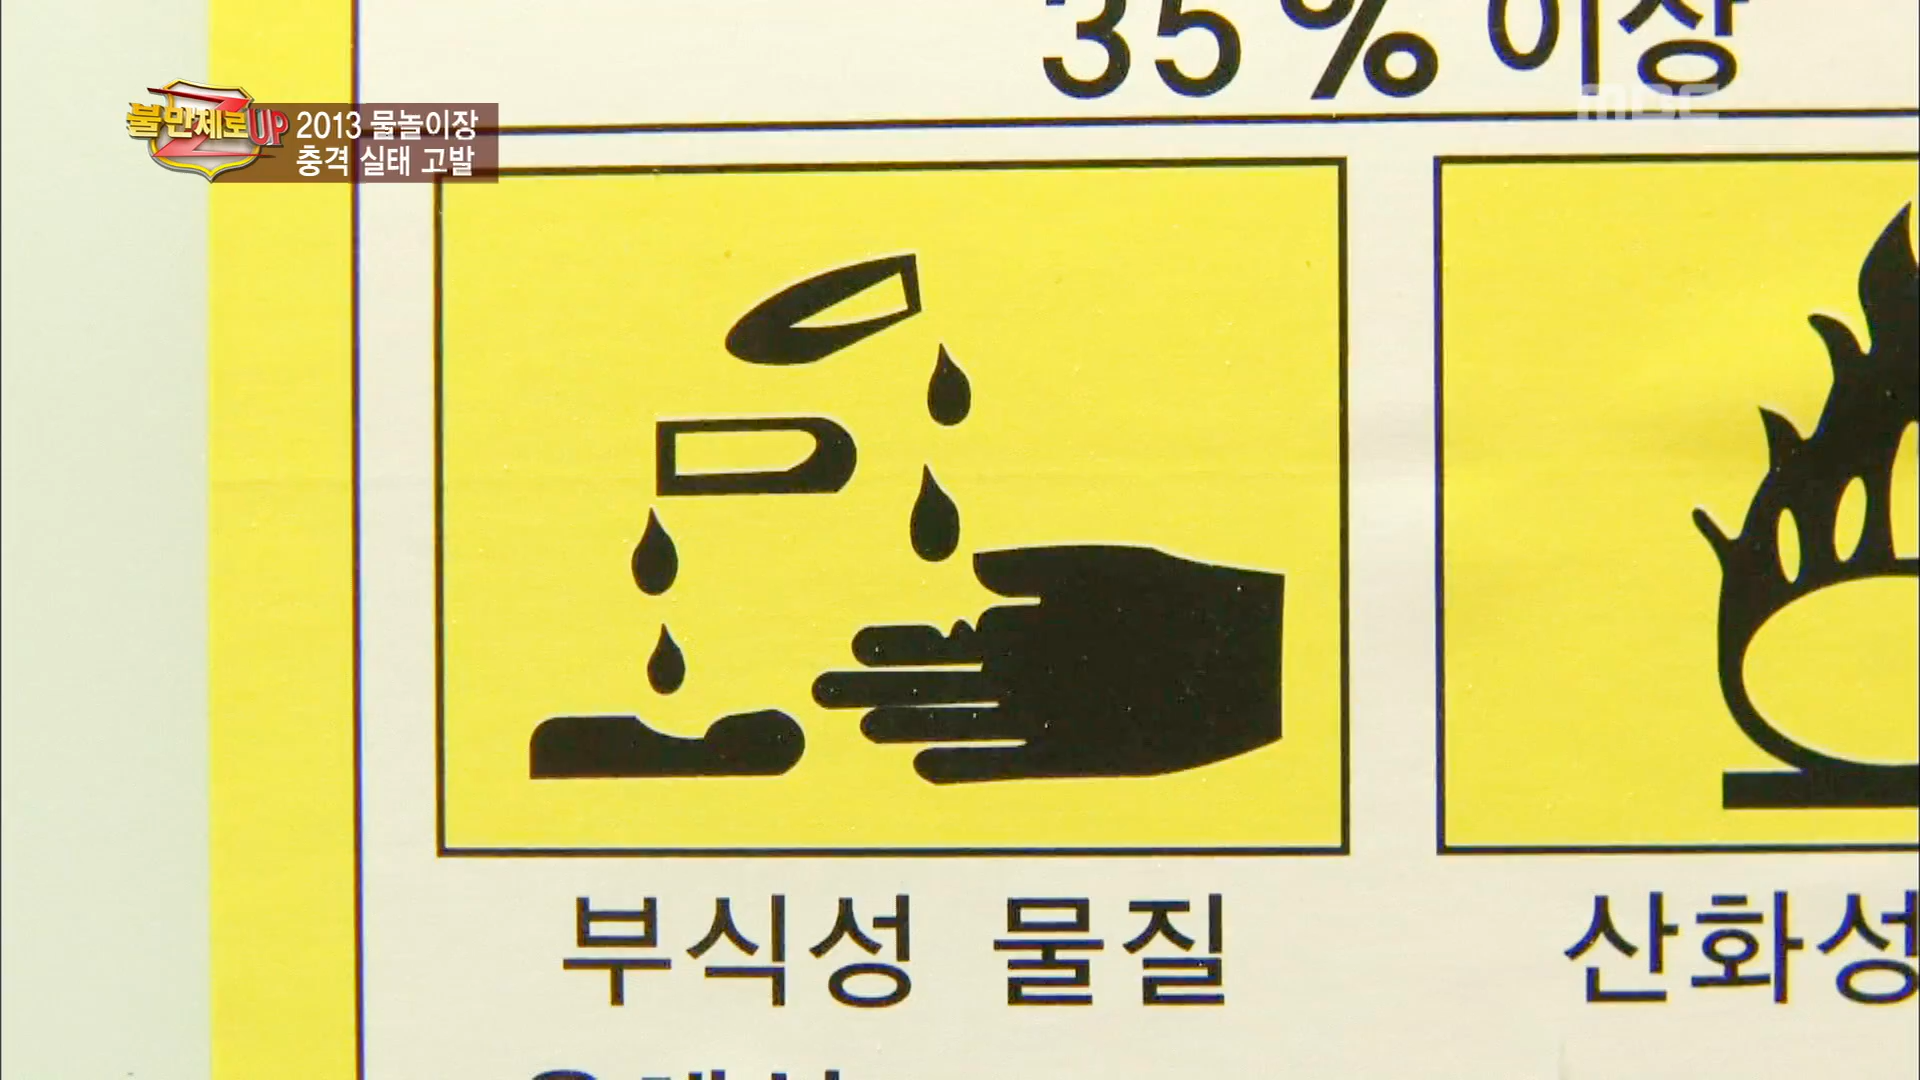 35% 이상
MBC
불만제로UP
2013 물놀이장
충격 실태 고발
부식성 물질
산화성